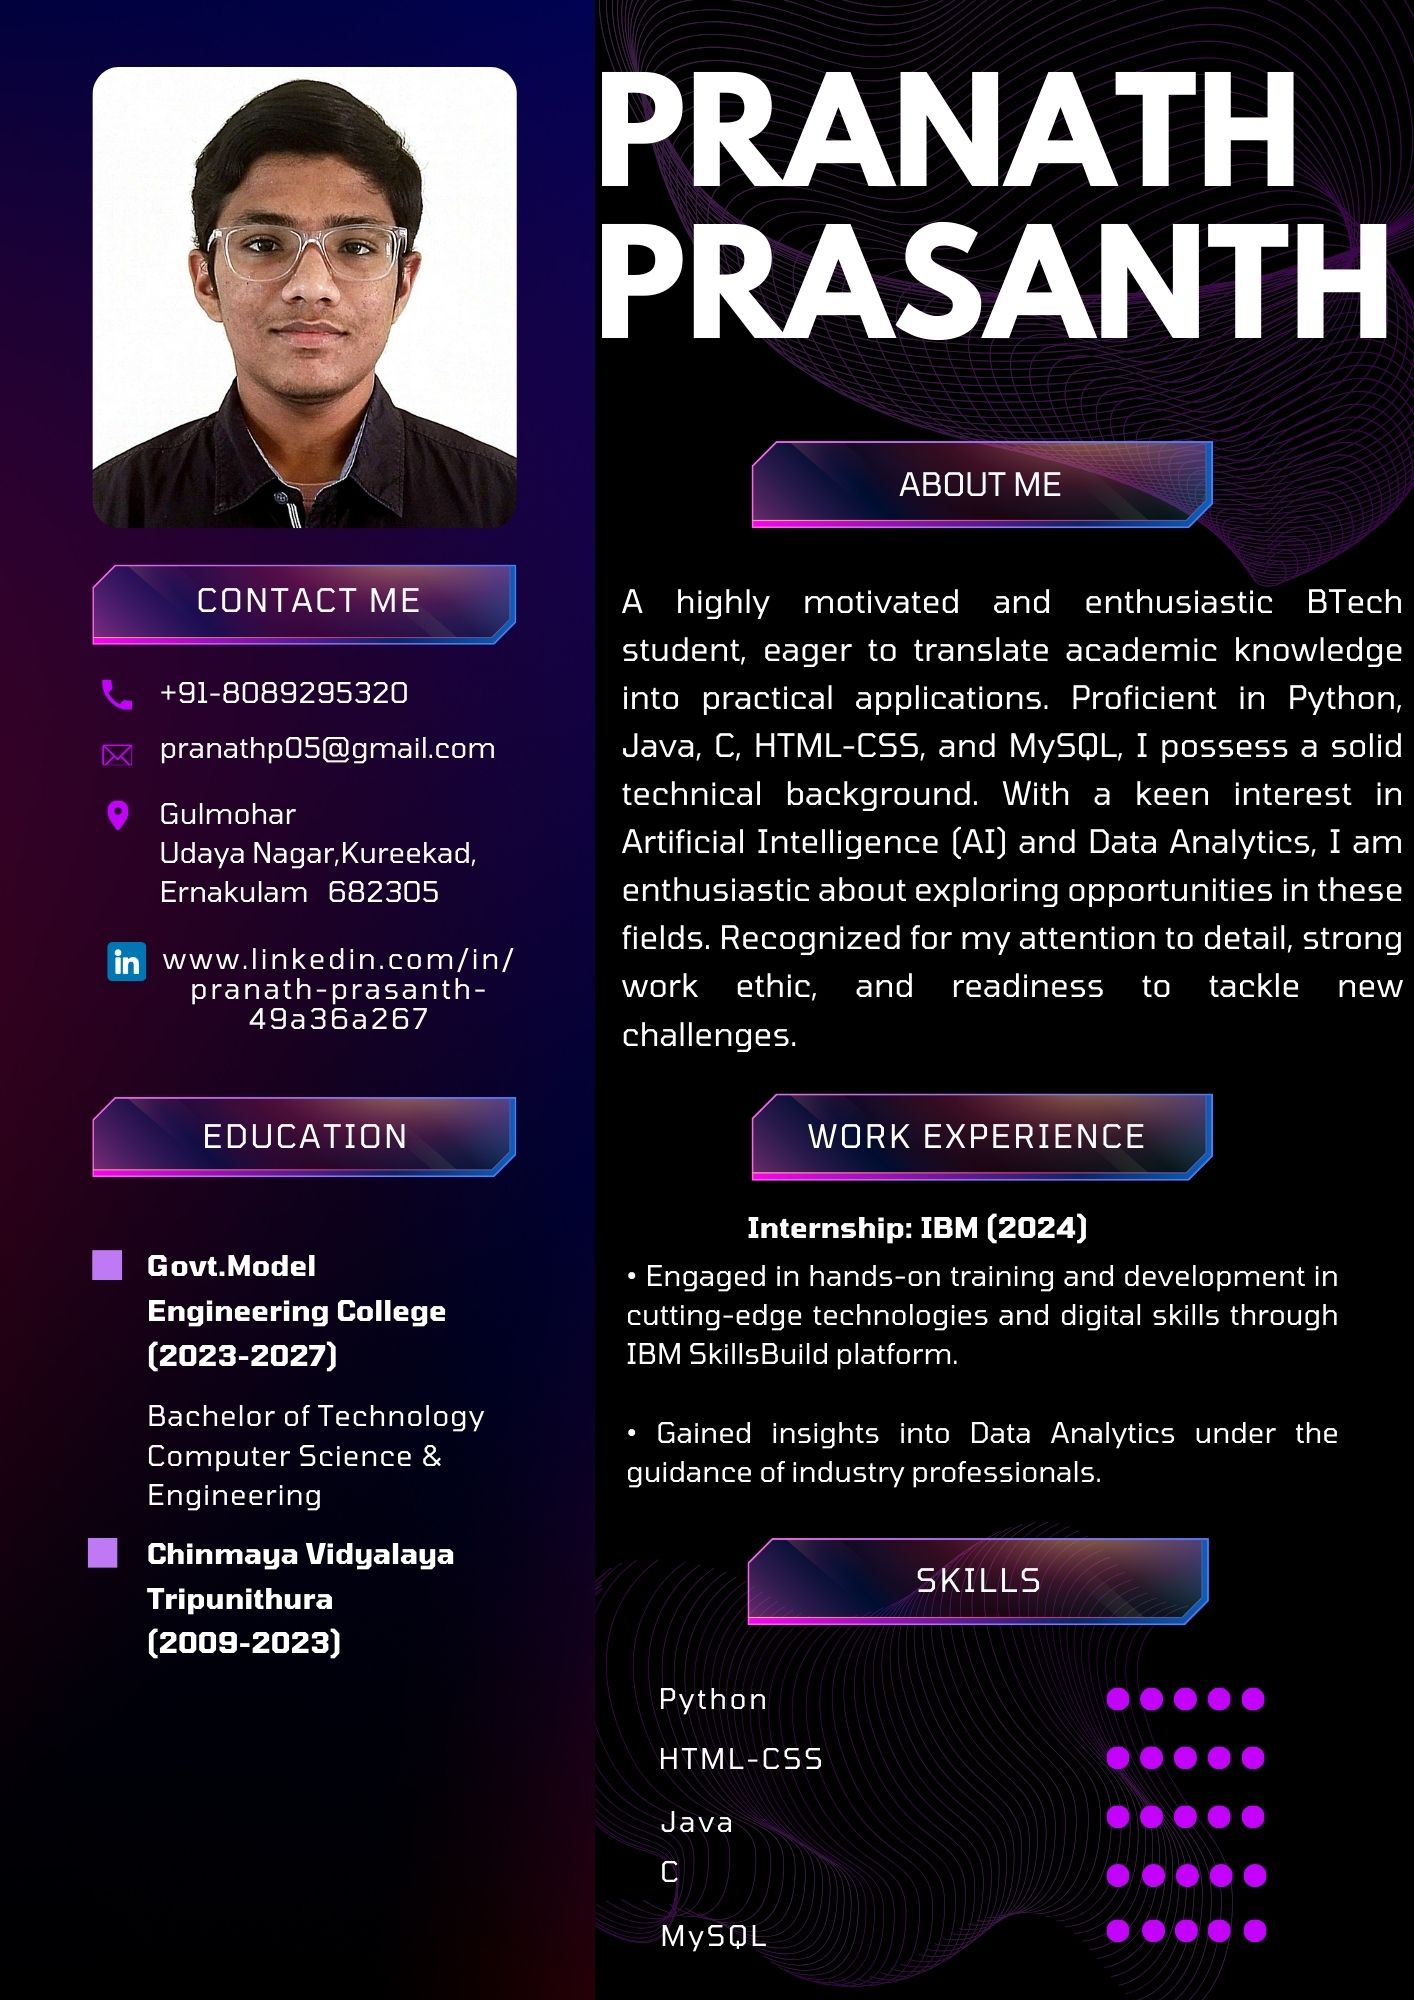 PRANATH
PRASANTH
CONTACT ME
+91-8089295320
pranathp05@gmail.com
Gulmohar
Udaya Nagar,Kureekad,
Ernakulam 682305
in
www.linkedin.com/in/
pranath-prasanth-
49a36a267
EDUCATION
Govt.Model
Engineering College
(2023-2027)
Bachelor of Technology
Computer Science &
Engineering
Chinmaya Vidyalaya
Tripunithura
(2009-2023)
ABOUT ME
A highly motivated and enthusiastic BTech
student, eager to translate academic knowledge
into practical applications. Proficient in Python,
Java, C, HTML-CSS, and MySQL, I possess a solid
technical background. With a keen interest in
Artificial Intelligence (AI) and Data Analytics, I am
enthusiastic about exploring opportunities in these
fields. Recognized for my attention to detail, strong
work ethic, and readiness to tackle new
challenges.
WORK EXPERIENCE
Internship: IBM (2024)
• Engaged in hands-on training and development in
cutting-edge technologies and digital skills through
IBM SkillsBuild platform.
• Gained insights into Data Analytics under the
guidance of industry professionals.
SKILLS
Python
HTML-CSS
Java
C
MySQL